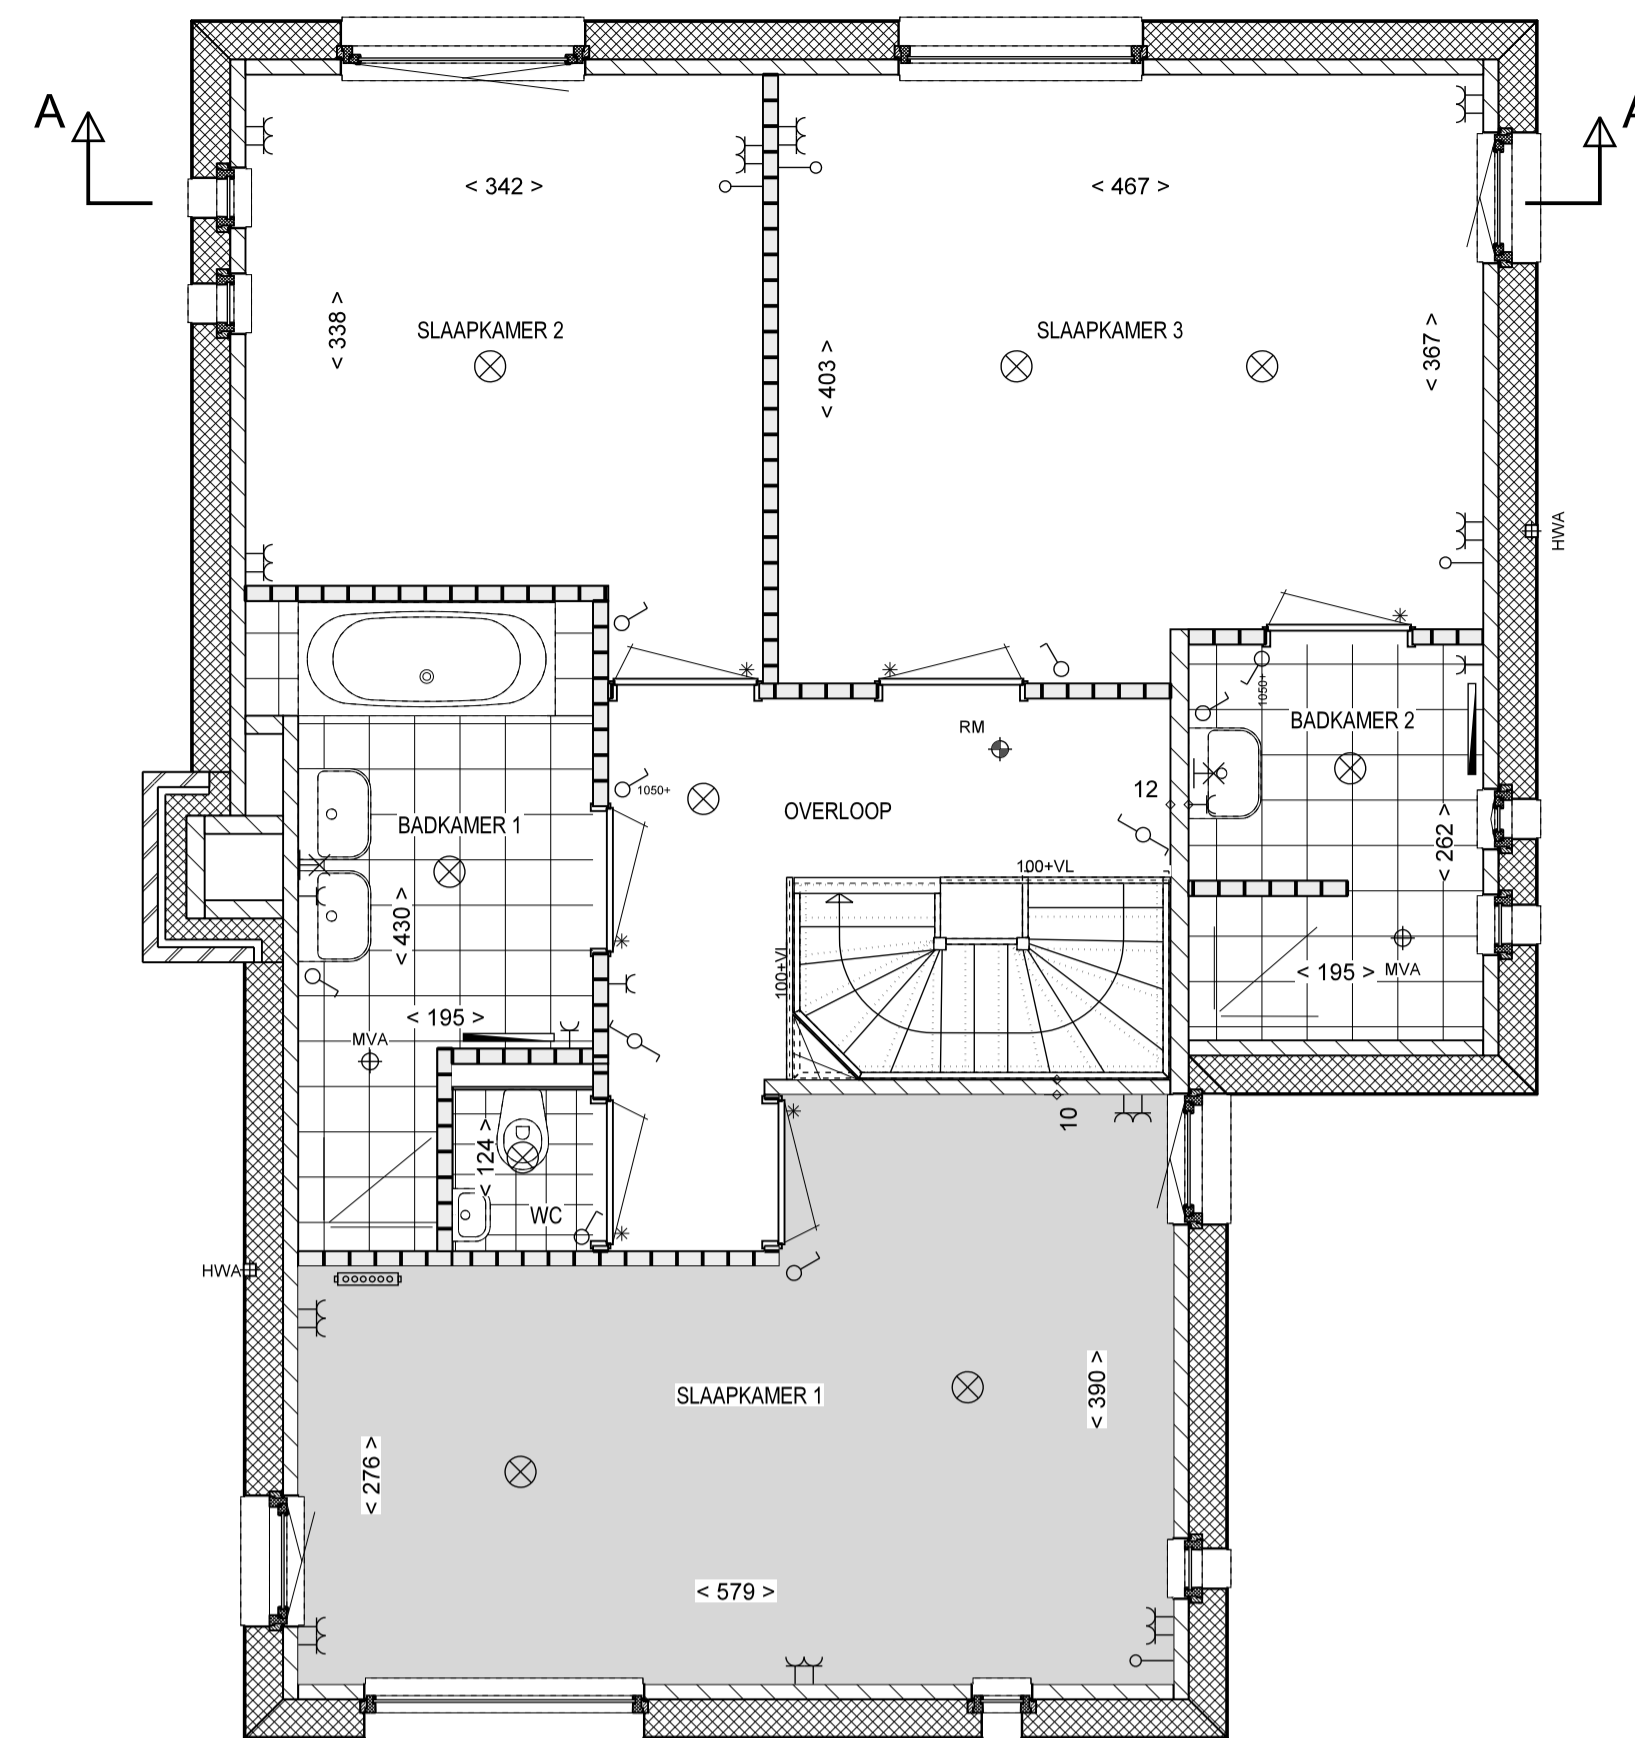 A
A
< 342 >
< 467 >
< 338 >
SLAAPKAMER 2
SLAAPKAMER 3
< 403 >
< 367 >
HWA
1050+
BADKAMER 2
RM
1050+
12
OVERLOOP
BADKAMER 1
< 262 >
100+VL
< 430 >
100+VL
< 195 >
MVA
< 195 >
MVA
10
< 124 >
WC
HWA
SLAAPKAMER 1
< 390 >
< 276 >
< 579 >